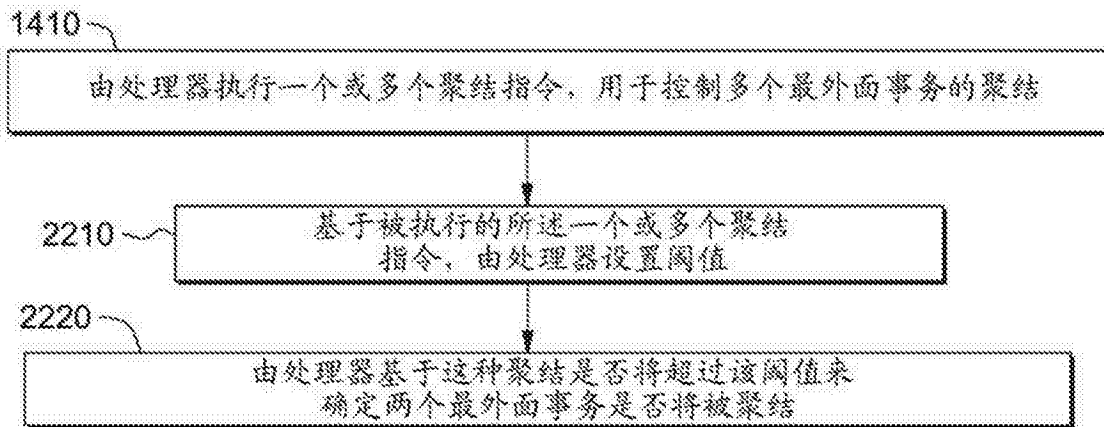 1410
由处理器执行一个或多个聚结指令，用于控制多个最外面事务的聚结
2210
基于被执行的所述一个或多个聚结
指令，由处理器设置阈值
2220
由处理器基于这种聚结是否将超过该阈值来
确定两个最外面事务是否将被聚结